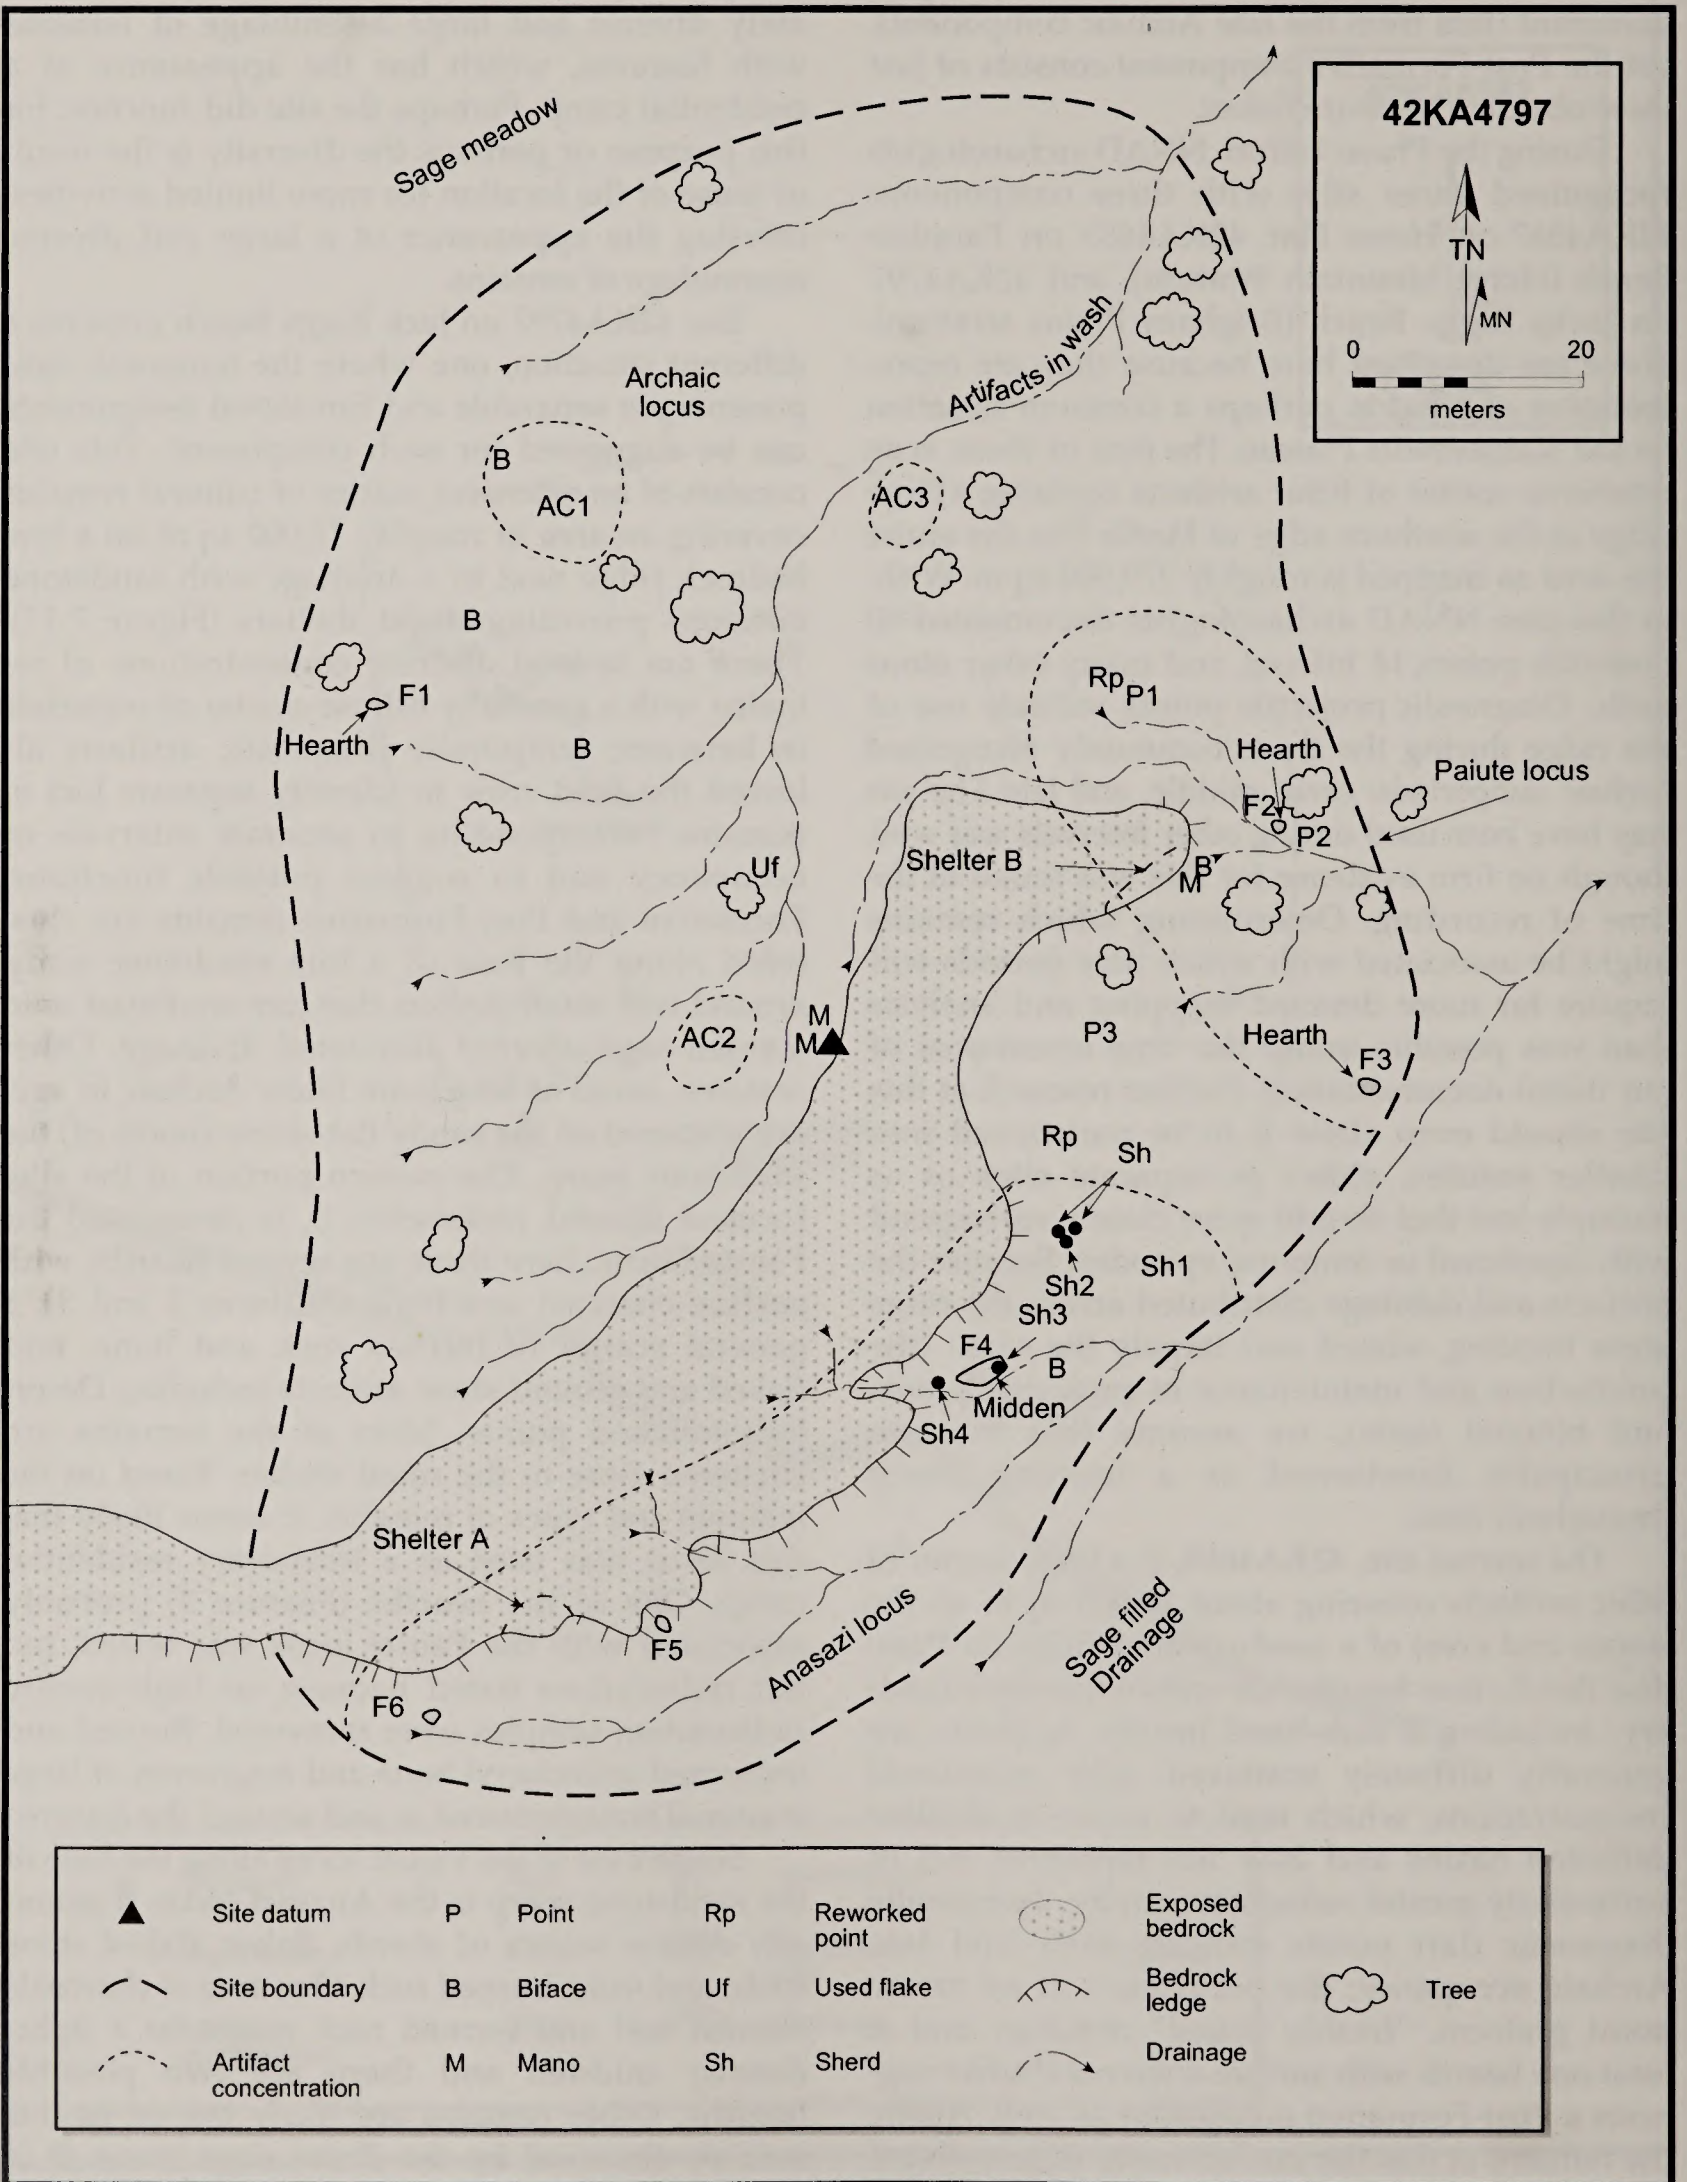 42KA4797
TN
MN
0 20
meters
Sage meadow
Archaic
locus
Artifacts in wash
B
AC1
AC3
B
F1
Hearth
B
Rp
P1
Hearth
Paiute locus
F2
P2
Uf
Shelter B
B
M
M
M
AC2
P3
Hearth
F3
Rp
Sh
Sh1
Sh2
Sh3
F4
B
Midden
Sh4
Shelter A
F5
Anasazi locus
Sage filled
Drainage
F6
Site datum P Point Rp Reworked
point
Exposed
bedrock
Site boundary B Biface Uf Used flake Bedrock
ledge
Tree
Artifact
concentration
M Mano Sh Sherd Drainage